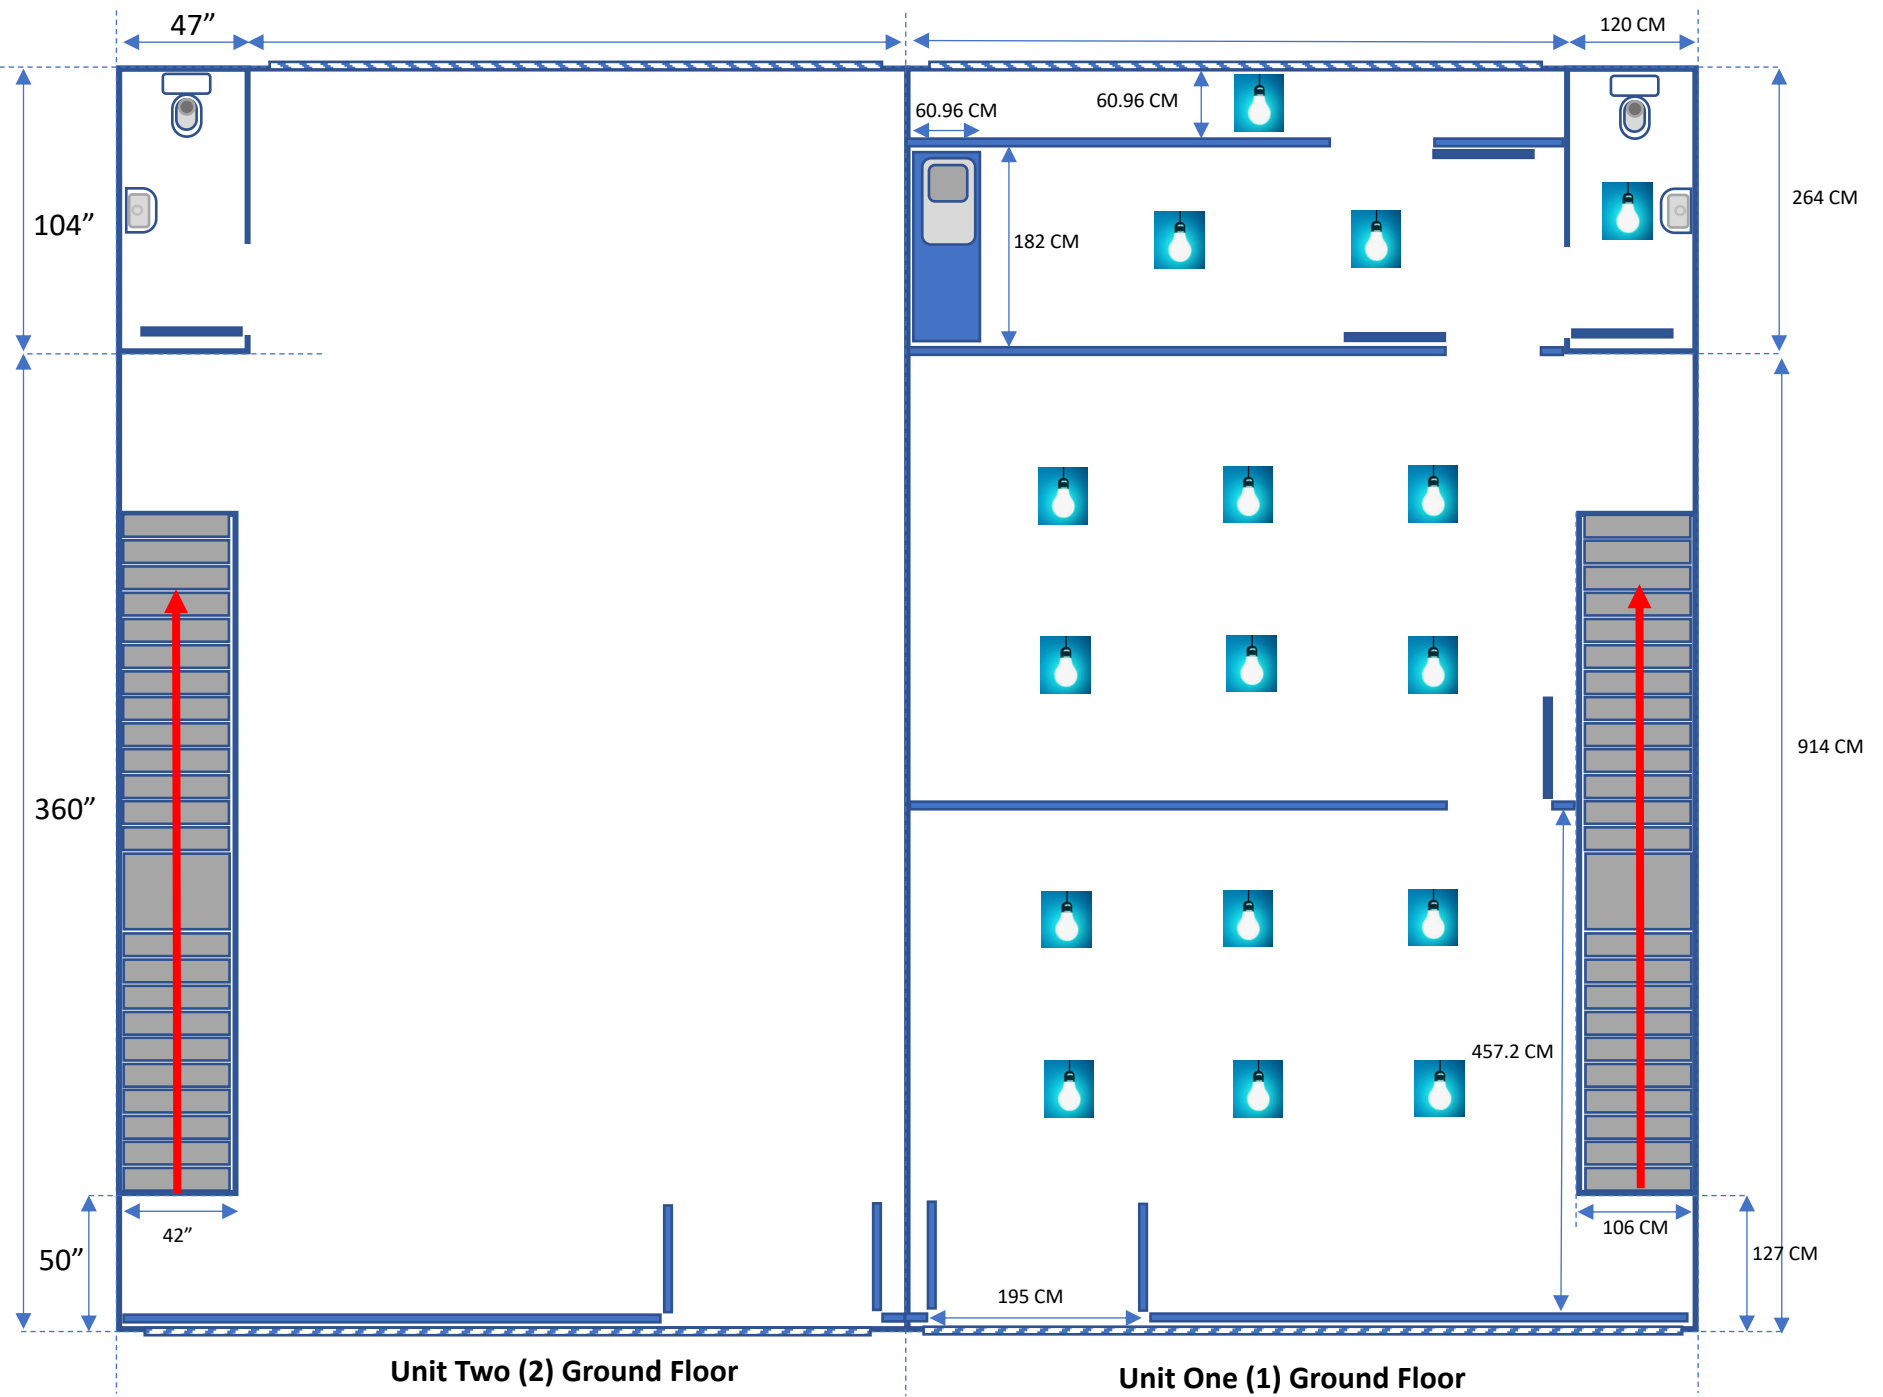 47”
120 CM
60.96 CM
60.96 CM
104”
264 CM
182 CM
914 CM
360”
457.2 CM
42”
106 CM
50”
127 CM
195 CM
Unit Two (2) Ground Floor
Unit One (1) Ground Floor